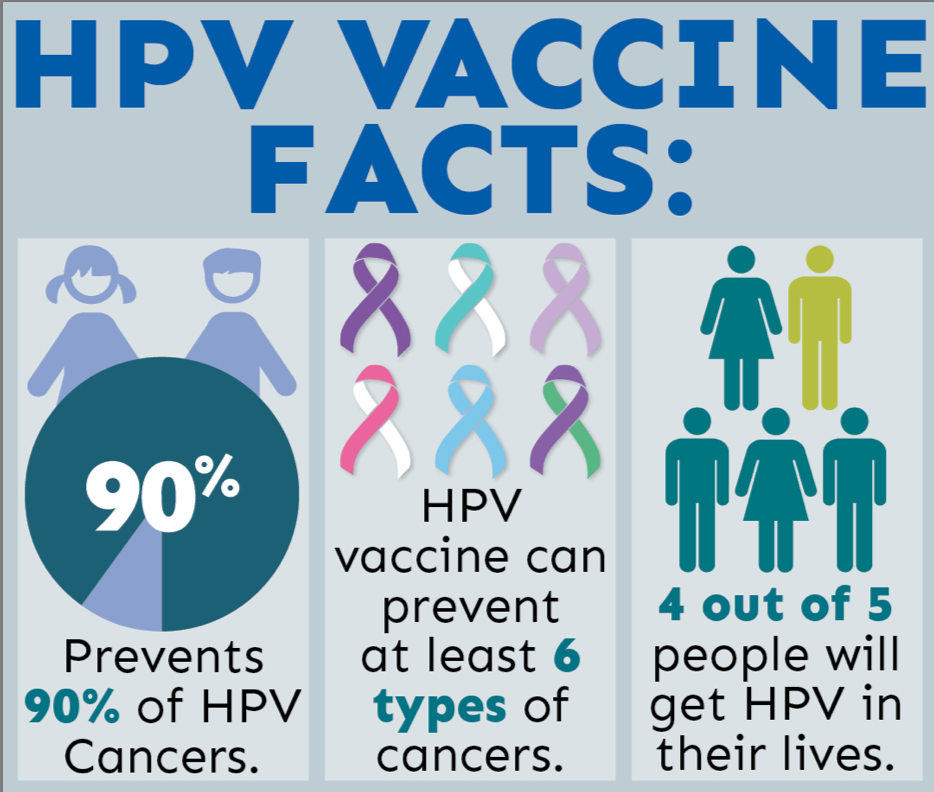 HPV VACCINE
FACTS:
90%
Prevents
90% of HPV
Cancers.
HPV
vaccine can
prevent
at least 6
types of
cancers.
4 out of 5
people will
get HPV in
their lives.